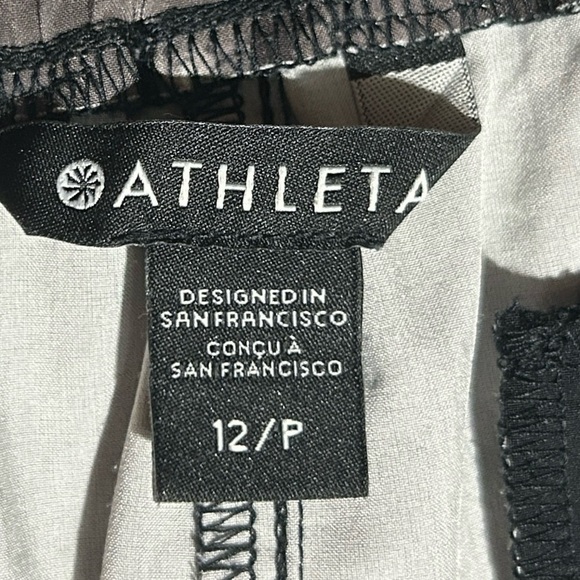 ATHLETA
DESIGNED IN
SAN FRANCISCO
CONÇU À
SAN FRANCISCO
12/P